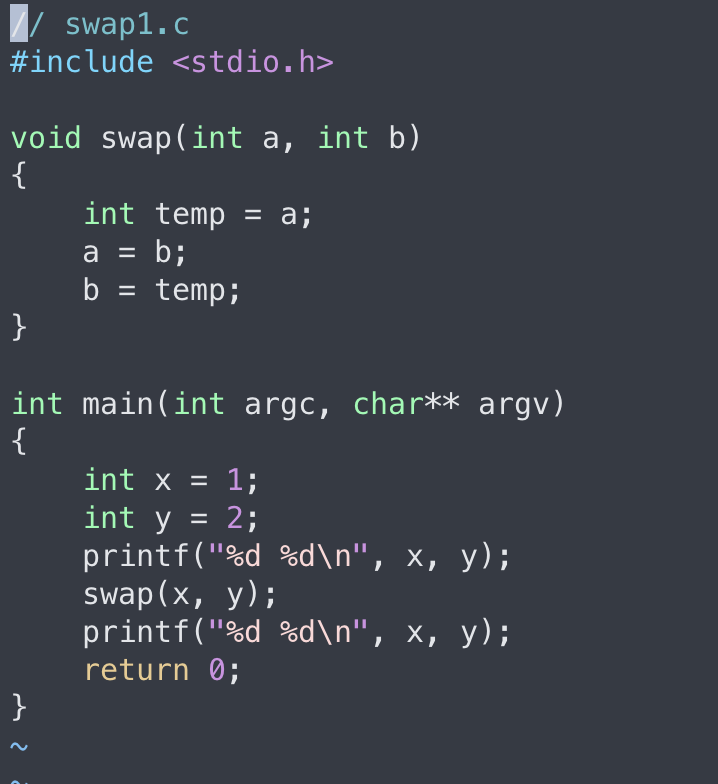 // swap1.c
#include <stdio.h>

void swap(int a, int b)
{
    int temp = a;
    a = b;
    b = temp;
}

int main(int argc, char** argv)
{
    int x = 1;
    int y = 2;
    printf("%d %d\n", x, y);
    swap(x, y);
    printf("%d %d\n", x, y);
    return 0;
}
~
~